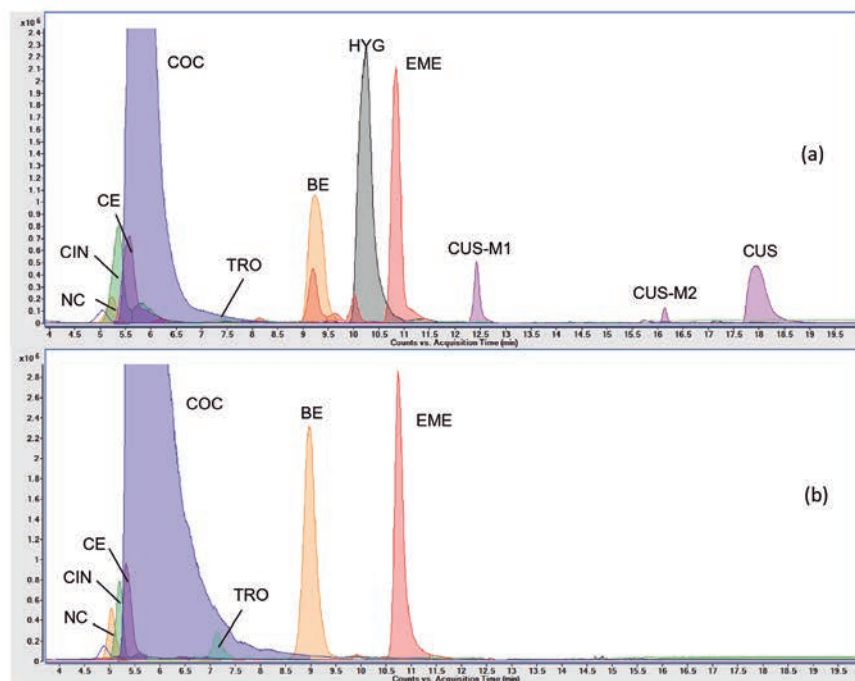 x10 6
2.4
2.3
2.2
2.1
2
1.9
1.8
1.7
1.6
1.5
1.4
1.3
1.2
1.1
1
0.9
0.8
0.7
0.6
0.5
0.4
0.3
0.2
0.1
0
COC
HYG
EME
(a)
CE
BE
CIN
TRO
CUS-M1
CUS
NC
CUS-M2
4 4.5 5 5.5 6 6.5 7 7.5 8 8.5 9 9.5 10 10.5 11 11.5 12 12.5 13 13.5 14 14.5 15 15.5 16 16.5 17 17.5 18 18.5 19 19.5
Counts vs. Acquisition Time (min)
x10 6
2.8
2.6
2.4
2.2
2
1.8
1.6
1.4
1.2
1
0.8
0.6
0.4
0.2
0
COC
BE
EME
(b)
CE
CIN
TRO
NC
4 4.5 5 5.5 6 6.5 7 7.5 8 8.5 9 9.5 10 10.5 11 11.5 12 12.5 13 13.5 14 14.5 15 15.5 16 16.5 17 17.5 18 18.5 19 19.5
Counts vs. Acquisition Time (min)